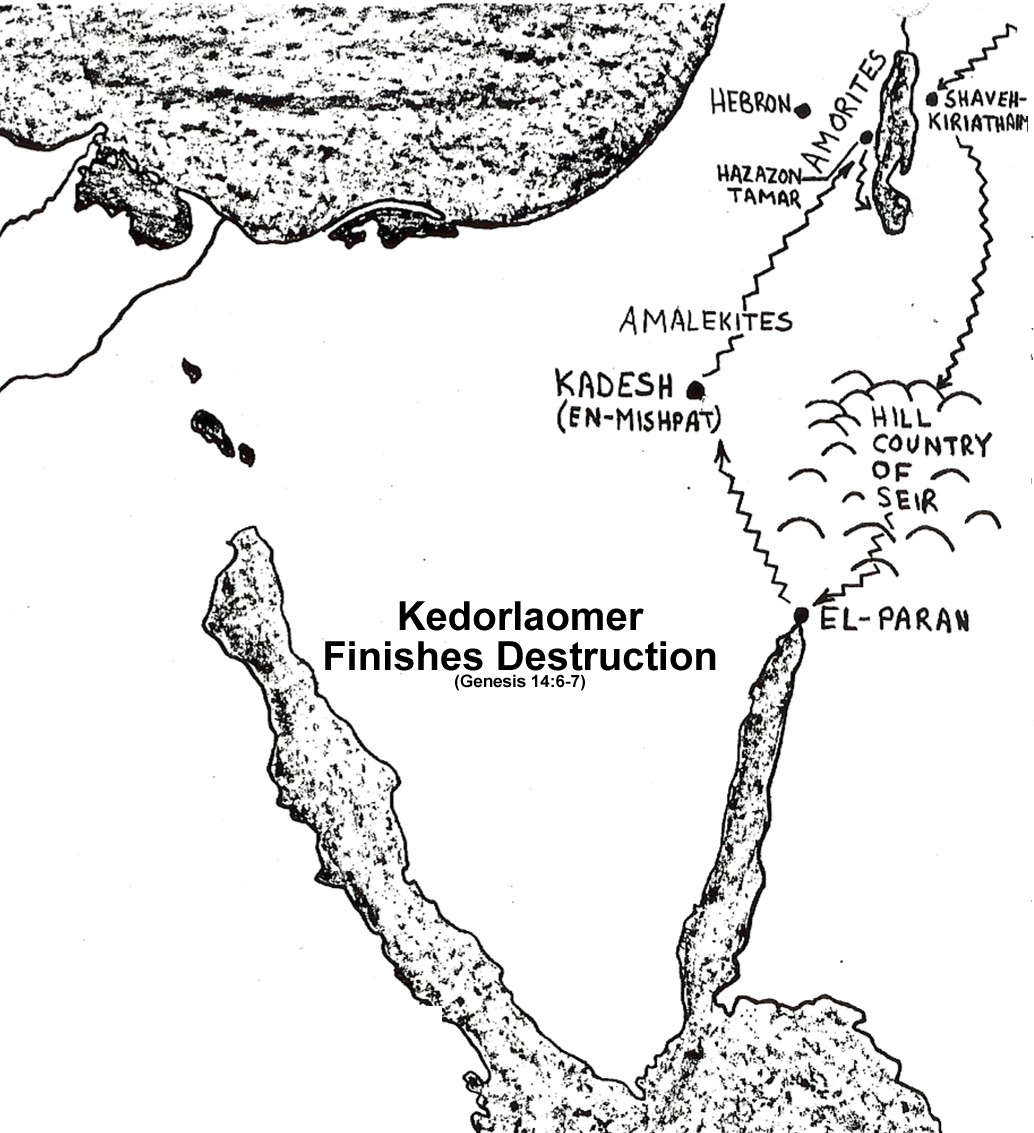 HEBRON
AMORITES
SHAVEH-
KIRIATHAIM
HAZAZON
TAMAR
AMALEKITES
KADESH
(EN-MISHPAT)
HILL
COUNTRY
OF
SEIR
Kedorlaomer
Finishes Destruction
(Genesis 14:6-7)
EL-PARAN